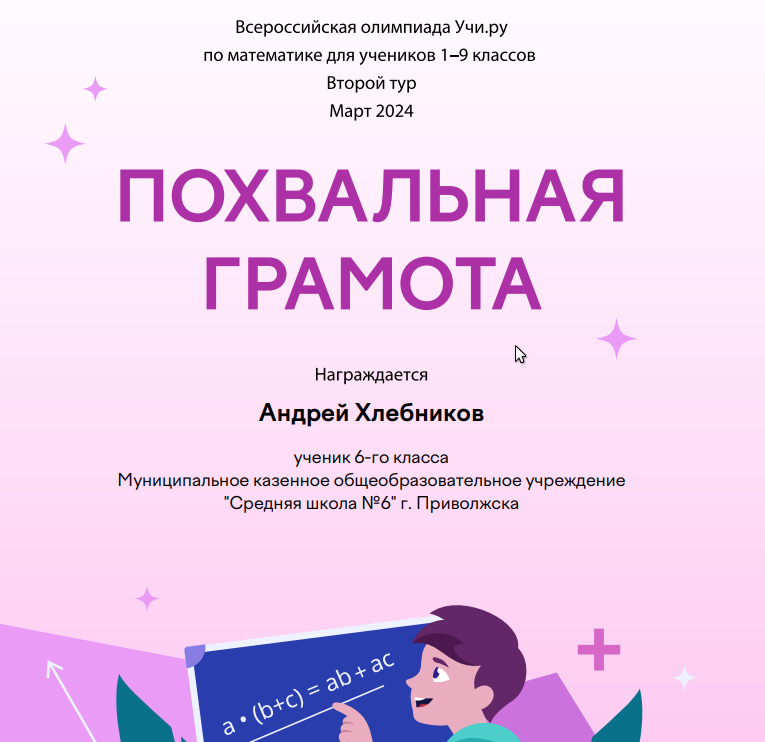 Всероссийская олимпиада Учи.ру
по математике для учеников 1–9 классов
Второй тур
Март 2024
ПОХВАЛЬНАЯ
ГРАМОТА
Награждается
Андрей Хлебников
ученик 6-го класса
Муниципальное казенное общеобразовательное учреждение
"Средняя школа №6" г. Приволжска
a • (b+c) = ab + ac